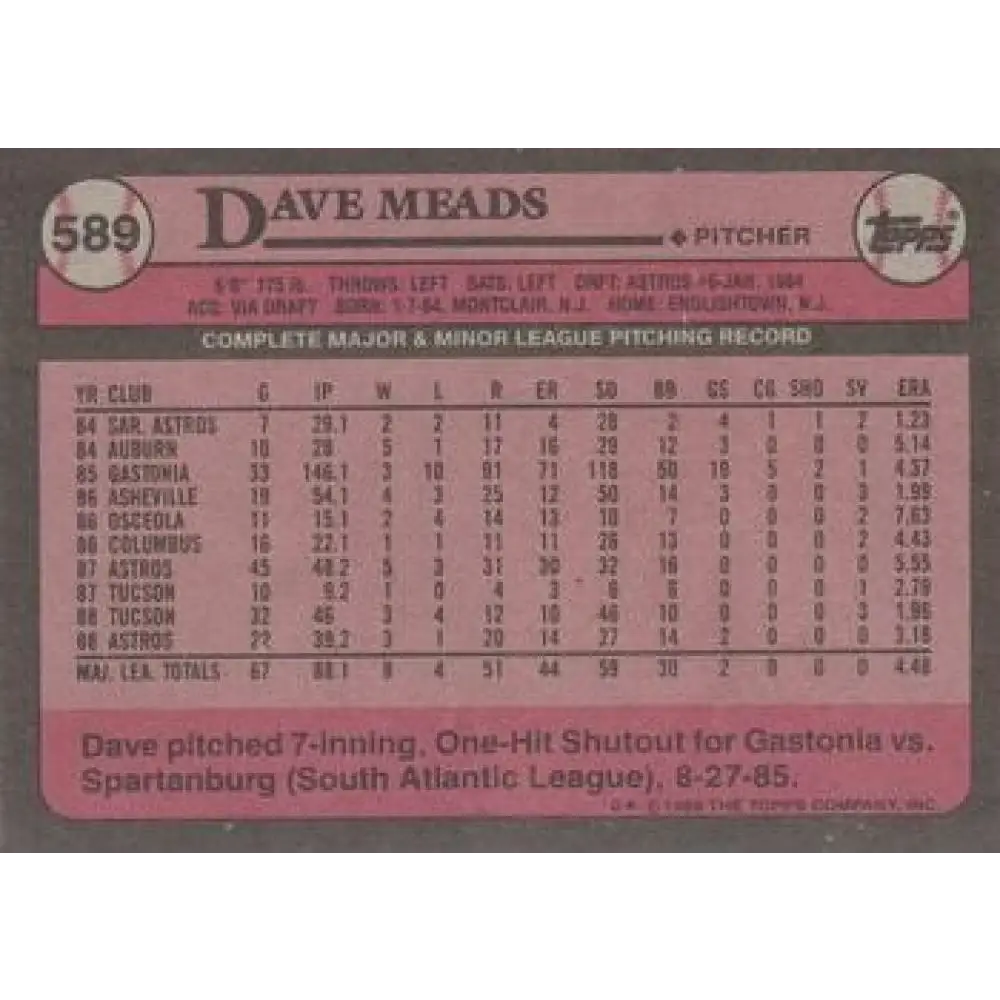 589
DAVE MEADS
PITCHER
TOPPS
175 lb. THROWS: LEFT BATS: LEFT DRFT: ASTROS #6-JAN, 1984
ACQ: VIA DRAFT BORN: 1-7-64, MONTCLAIR, N.J. HOME: ENGLISHTOWN, N.J.
COMPLETE MAJOR & MINOR LEAGUE PITCHING RECORD
YR CLUB G IP W L R ER SO BB GS CG SHO SV ERA
84 SAR. ASTROS 7 29.1 2 2 11 4 28 2 4 1 1 2 1.23
84 AUBURN 10 28 5 1 17 16 29 12 3 0 0 0 5.14
85 GASTONIA 33 146.1 3 10 91 71 118 50 19 5 2 1 4.37
86 ASHEVILLE 19 54.1 4 3 25 12 50 14 3 0 0 3 1.99
86 OSCEOLA 11 15.1 2 4 14 13 10 7 0 0 0 2 7.63
86 COLUMBUS 16 22.1 1 1 11 11 26 13 0 0 0 2 4.43
87 ASTROS 45 48.2 5 3 31 30 32 16 0 0 0 0 5.55
87 TUCSON 10 9.2 1 0 4 3 6 6 0 0 0 1 2.79
88 TUCSON 32 46 3 4 12 10 46 10 0 0 0 3 1.96
88 ASTROS 22 39.2 3 1 20 14 27 14 2 0 0 0 3.18
MAJ. LEA. TOTALS 67 88.1 8 4 51 44 59 30 2 0 0 0 4.48
Dave pitched 7-inning, One-Hit Shutout for Gastonia vs.
Spartanburg (South Atlantic League), 8-27-85.
© 1989 THE TOPPS COMPANY, INC.